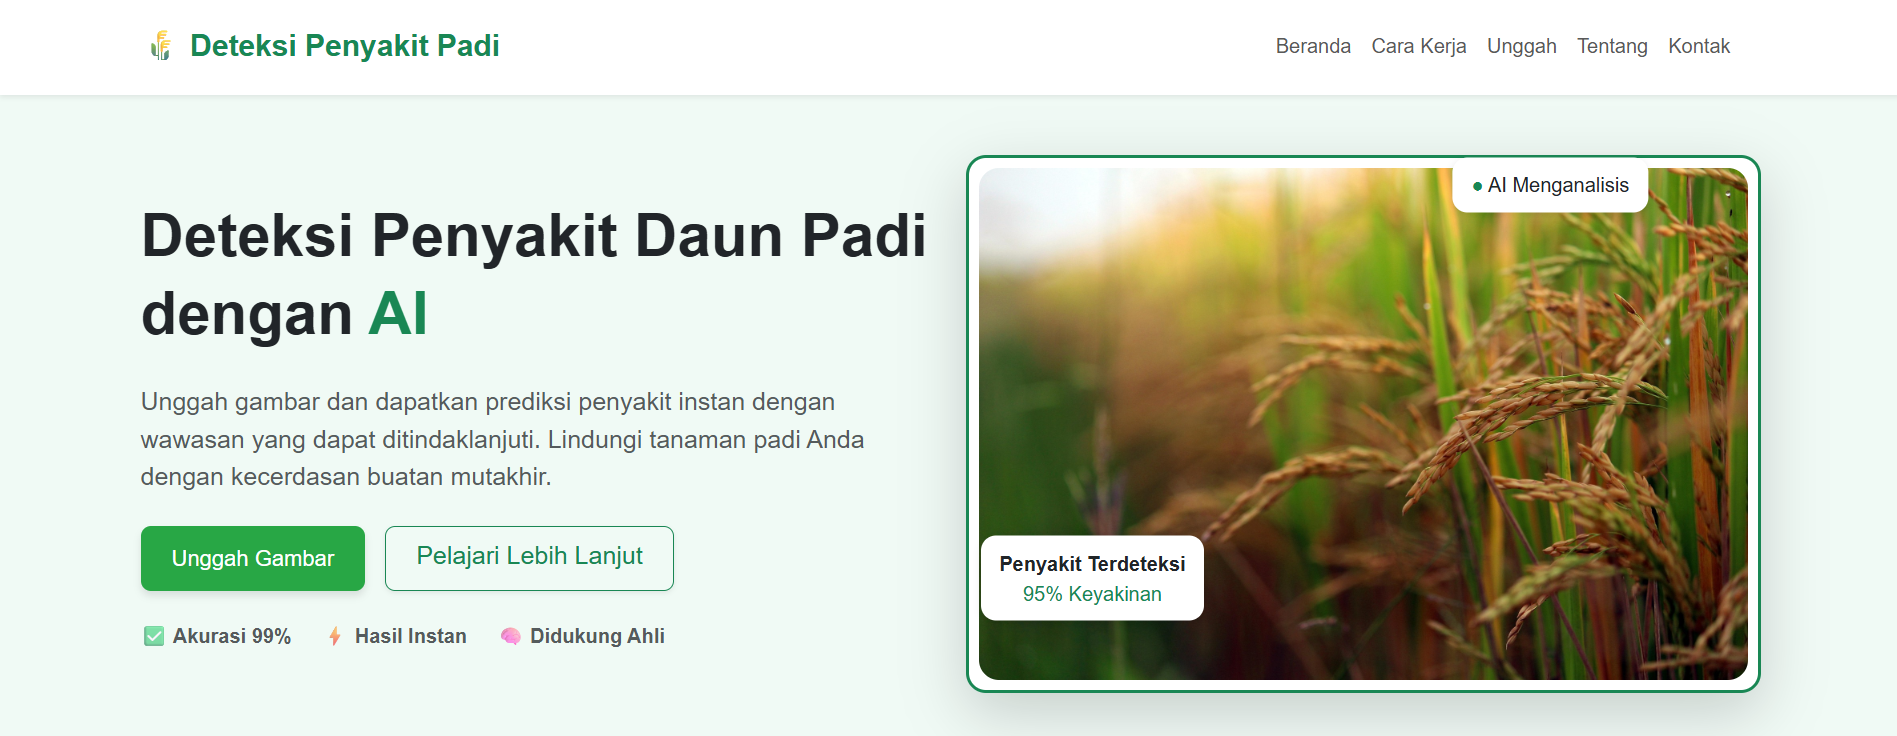 Deteksi Penyakit Padi
Beranda Cara Kerja Unggah Tentang Kontak
Deteksi Penyakit Daun Padi
dengan AI
Unggah gambar dan dapatkan prediksi penyakit instan dengan
wawasan yang dapat ditindaklanjuti. Lindungi tanaman padi Anda
dengan kecerdasan buatan mutakhir.
Unggah Gambar
Pelajari Lebih Lanjut
Akurasi 99% Hasil Instan Didukung Ahli
AI Menganalisis
Penyakit Terdeteksi
95% Keyakinan